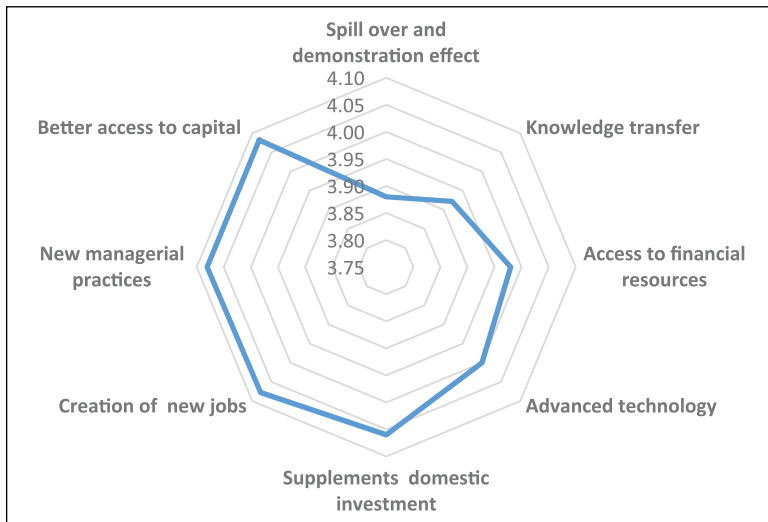 Spill over and
demonstration effect
4.10
4.05
4.00
3.95
3.90
3.85
3.80
3.75
Knowledge transfer
Access to financial
resources
Advanced technology
Supplements  domestic
investment
Creation of  new jobs
New managerial
practices
Better access to capital